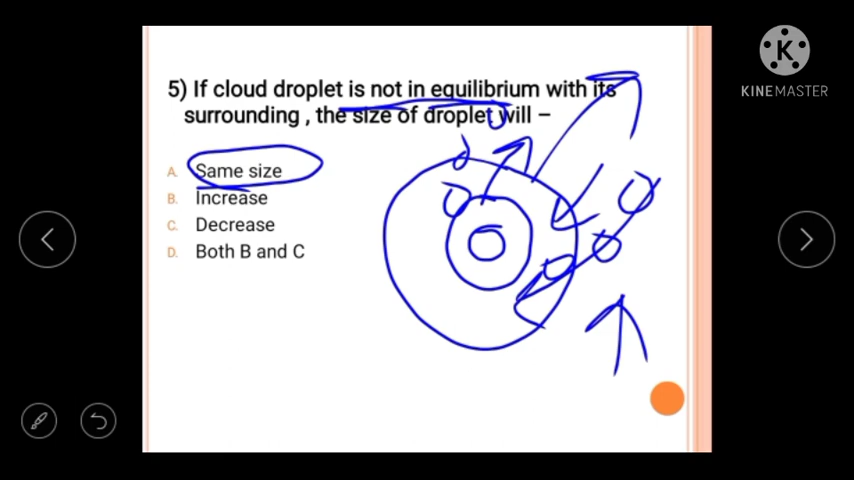 5) If cloud droplet is not in equilibrium with its
surrounding , the size of droplet will –
A. Same size
B. Increase
C. Decrease
D. Both B and C
K
KINEMASTER